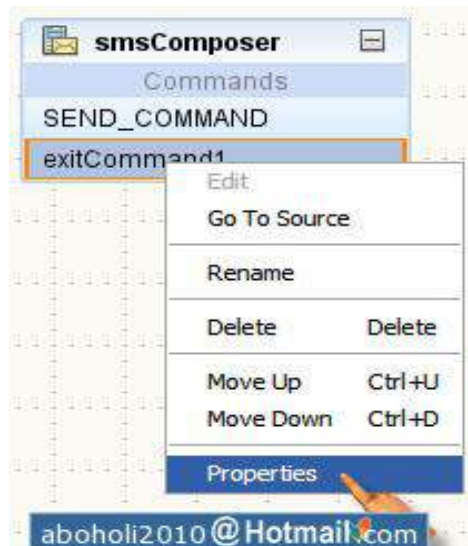 smsComposer
Commands
SEND_COMMAND
exitCommand1
Edit
Go To Source
Rename
Delete Delete
Move Up Ctrl+U
Move Down Ctrl+D
Properties
aboholi2010@Hotmail.com